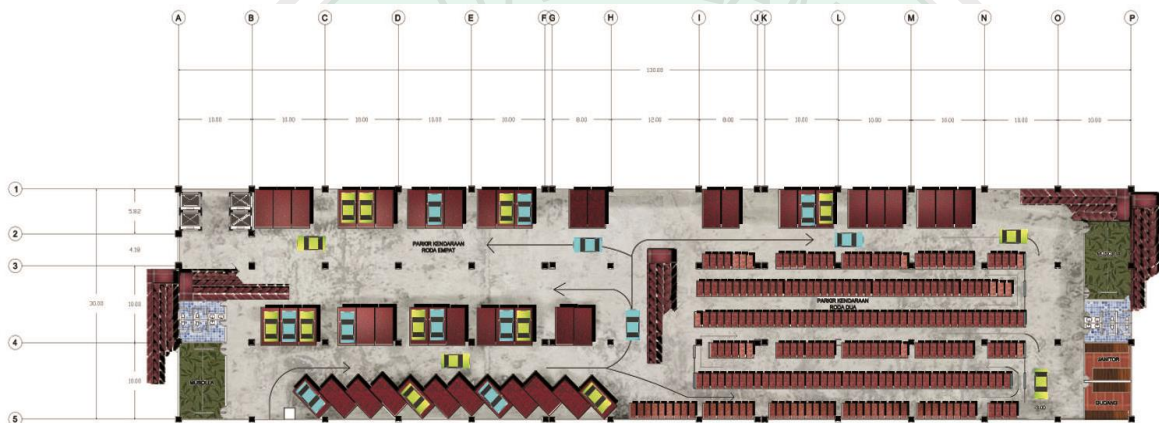 A B C D E F G H I J K L M N O P
120.00
10.00 10.00 10.00 10.00 10.00 8.00 12.00 8.00 10.00 10.00 10.00 10.00 10.00
1
5.82
2
PARKIR KENDARAAN
RODA EMPAT
4.18
3
30.00
10.00
PARKIR KENDARAAN
RODA DUA
4
JANITOR
10.00
GUDANG
5